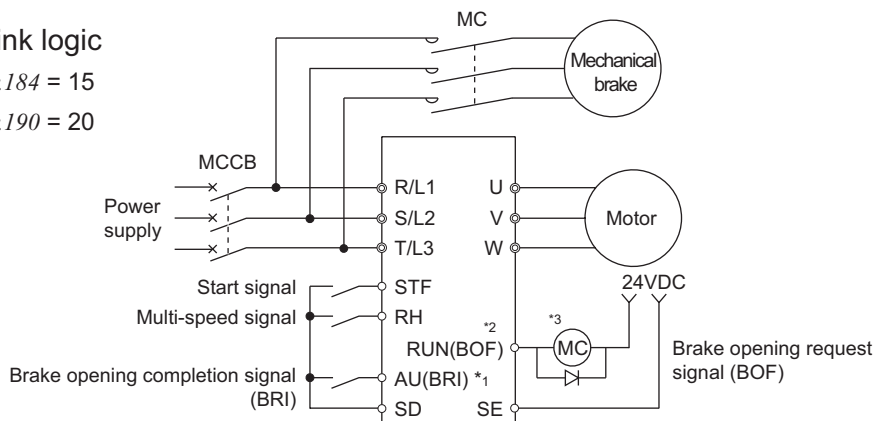 MC
ink logic
184 = 15
190 = 20
Mechanical
brake
MCCB
Power
supply
R/L1
S/L2
T/L3
U
V
W
Motor
24VDC
Start signal
STF
Multi-speed signal
RH
*2
*3
RUN(BOF)
MC
Brake opening request
signal (BOF)
Brake opening completion signal
(BRI)
AU(BRI) *1
SD
SE